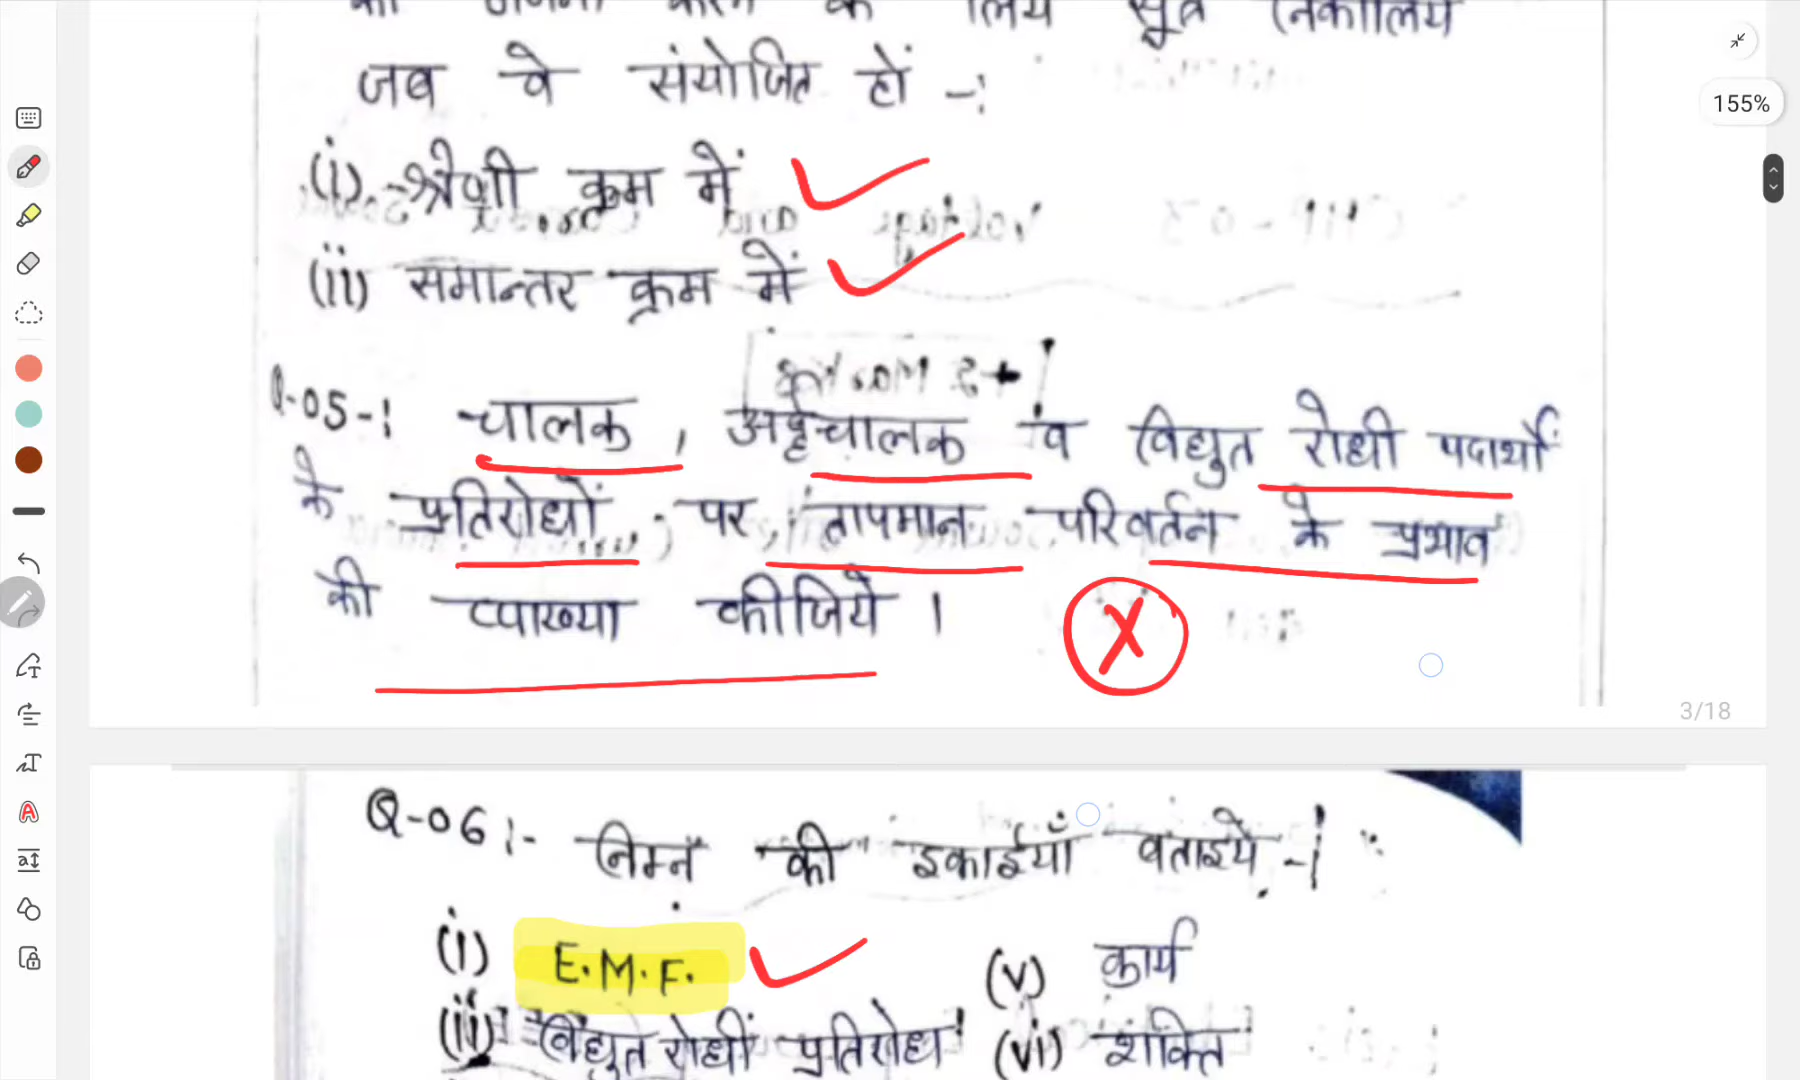 जब वे संयोजित हों -:
155%
(i) श्रेणी क्रम में
(ii) समान्तर क्रम में
Q-05-: चालक, अर्द्धचालक व विद्युत रोधी पदार्थों
के प्रतिरोधों पर तापमान परिवर्तन के प्रभाव
की व्याख्या कीजिये ।
X
3/18
Q-06:- निम्न की इकाईयाँ बताइये -:
(i) E.M.F. (v) कार्य
(ii) विद्युत रोधी प्रतिरोध (vi) शक्ति